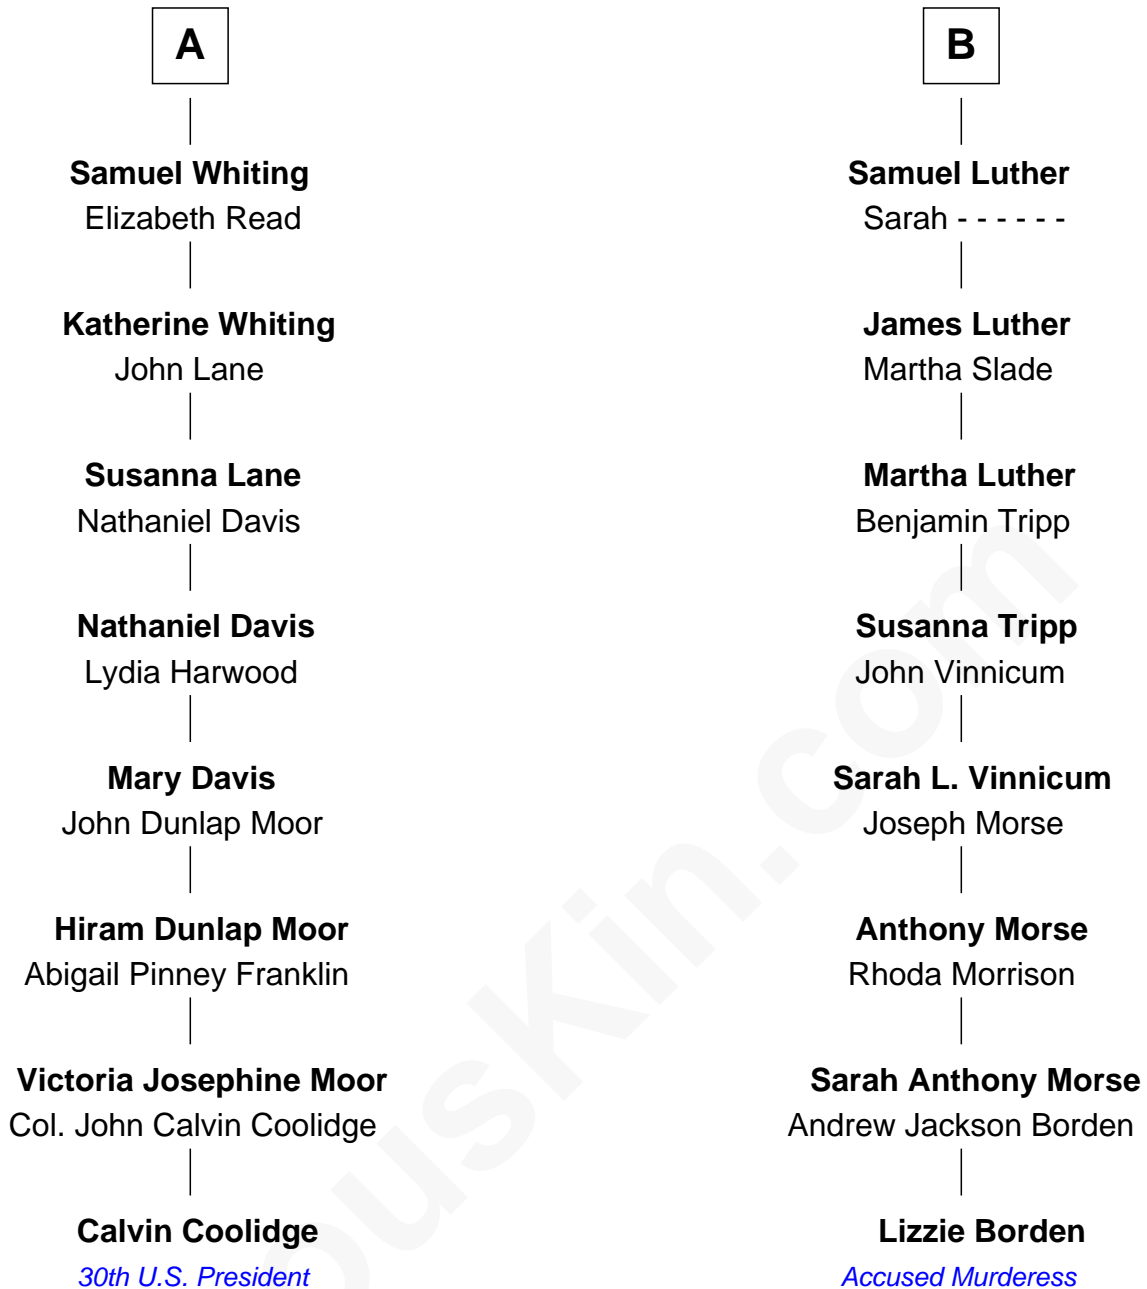 A
B
Samuel Whiting
Elizabeth Read
Samuel Luther
Sarah - - - - - -
Katherine Whiting
John Lane
James Luther
Martha Slade
Susanna Lane
Nathaniel Davis
Martha Luther
Benjamin Tripp
Nathaniel Davis
Lydia Harwood
Susanna Tripp
John Vinnicum
Mary Davis
John Dunlap Moor
Sarah L. Vinnicum
Joseph Morse
Hiram Dunlap Moor
Abigail Pinney Franklin
Anthony Morse
Rhoda Morrison
Victoria Josephine Moor
Col. John Calvin Coolidge
Sarah Anthony Morse
Andrew Jackson Borden
Calvin Coolidge
30th U.S. President
Lizzie Borden
Accused Murderess
ousKin.com